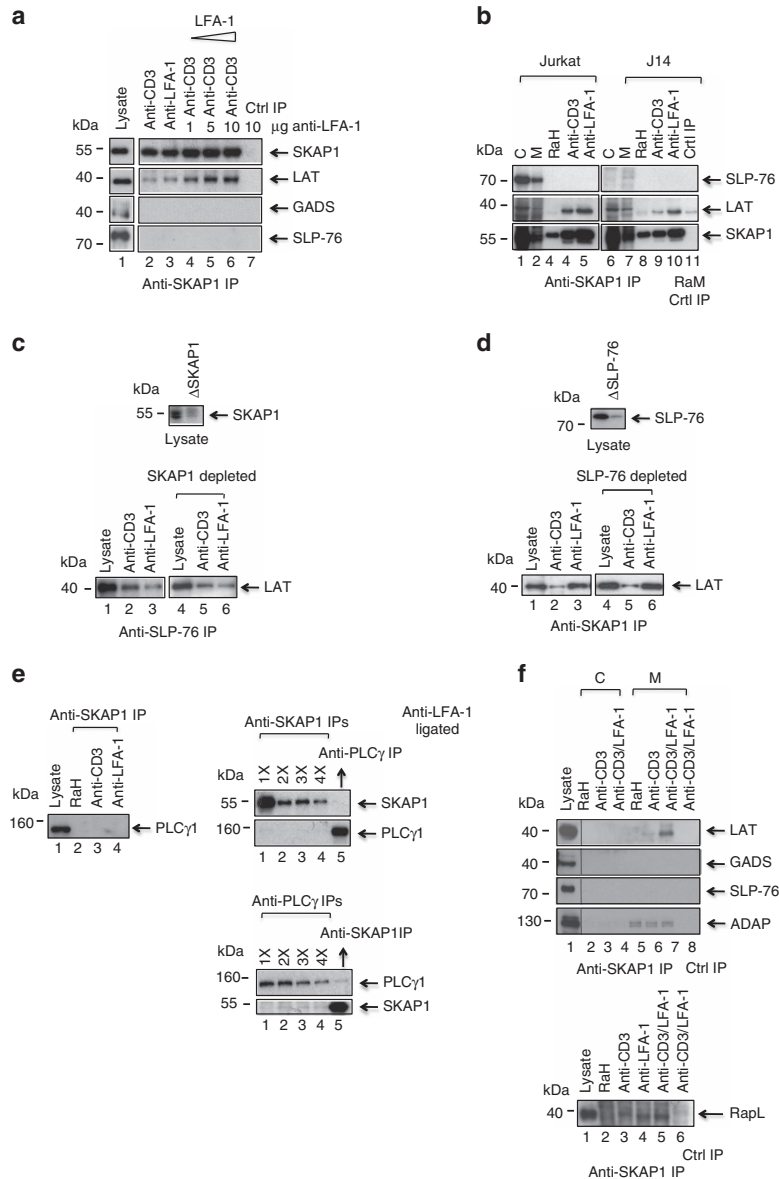 a
LFA-1
Lysate
Anti-CD3
Anti-LFA-1
Anti-CD3
Anti-CD3
Anti-CD3
Ctrl IP
1 5 10 10 µg anti-LFA-1
kDa
55 SKAP1
40 LAT
40 GADS
70 SLP-76
1 2 3 4 5 6 7
Anti-SKAP1 IP
b
Jurkat J14
kDa
C
M
RaH
Anti-CD3
Anti-LFA-1
C
M
RaH
Anti-CD3
Anti-LFA-1
Crtl IP
70 SLP-76
40 LAT
55 SKAP1
1 2 4 4 5 6 7 8 9 10 11
Anti-SKAP1 IP RaM
Crtl IP
c
ΔSKAP1
kDa
55 SKAP1
Lysate
SKAP1 depleted
Lysate
Anti-CD3
Anti-LFA-1
Lysate
Anti-CD3
Anti-LFA-1
kDa
40 LAT
1 2 3 4 5 6
Anti-SLP-76 IP
d
ΔSLP-76
kDa
70 SLP-76
Lysate
SLP-76 depleted
Lysate
Anti-CD3
Anti-LFA-1
Lysate
Anti-CD3
Anti-LFA-1
kDa
40 LAT
1 2 3 4 5 6
Anti-SKAP1 IP
e
Anti-SKAP1 IP
Lysate
RaH
Anti-CD3
Anti-LFA-1
kDa
160 PLCγ1
1 2 3 4
Anti-SKAP1 IPs
Anti-LFA-1
ligated
Anti-PLCγ IP
kDa
1X
2X
3X
4X
55 SKAP1
160 PLCγ1
1 2 3 4 5
Anti-PLCγ IPs
Anti-SKAP1IP
kDa
1X
2X
3X
4X
160 PLCγ1
55 SKAP1
1 2 3 4 5
f
C M
Lysate
RaH
Anti-CD3
Anti-CD3/LFA-1
RaH
Anti-CD3
Anti-CD3/LFA-1
Anti-CD3/LFA-1
kDa
40 LAT
40 GADS
70 SLP-76
130 ADAP
1 2 3 4 5 6 7 8
Anti-SKAP1 IP Ctrl IP
Lysate
RaH
Anti-CD3
Anti-LFA-1
Anti-CD3/LFA-1
Anti-CD3/LFA-1
kDa
40 RapL
1 2 3 4 5 6
Ctrl IP
Anti-SKAP1 IP